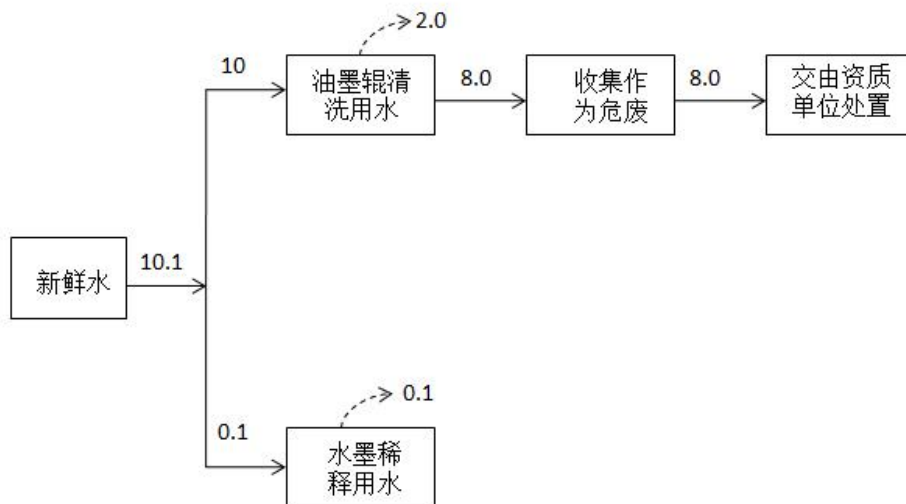 2.0
10
油墨辊清
洗用水
8.0
收集作
为危废
8.0
交由资质
单位处置
新鲜水
10.1
0.1
0.1
水墨稀
释用水